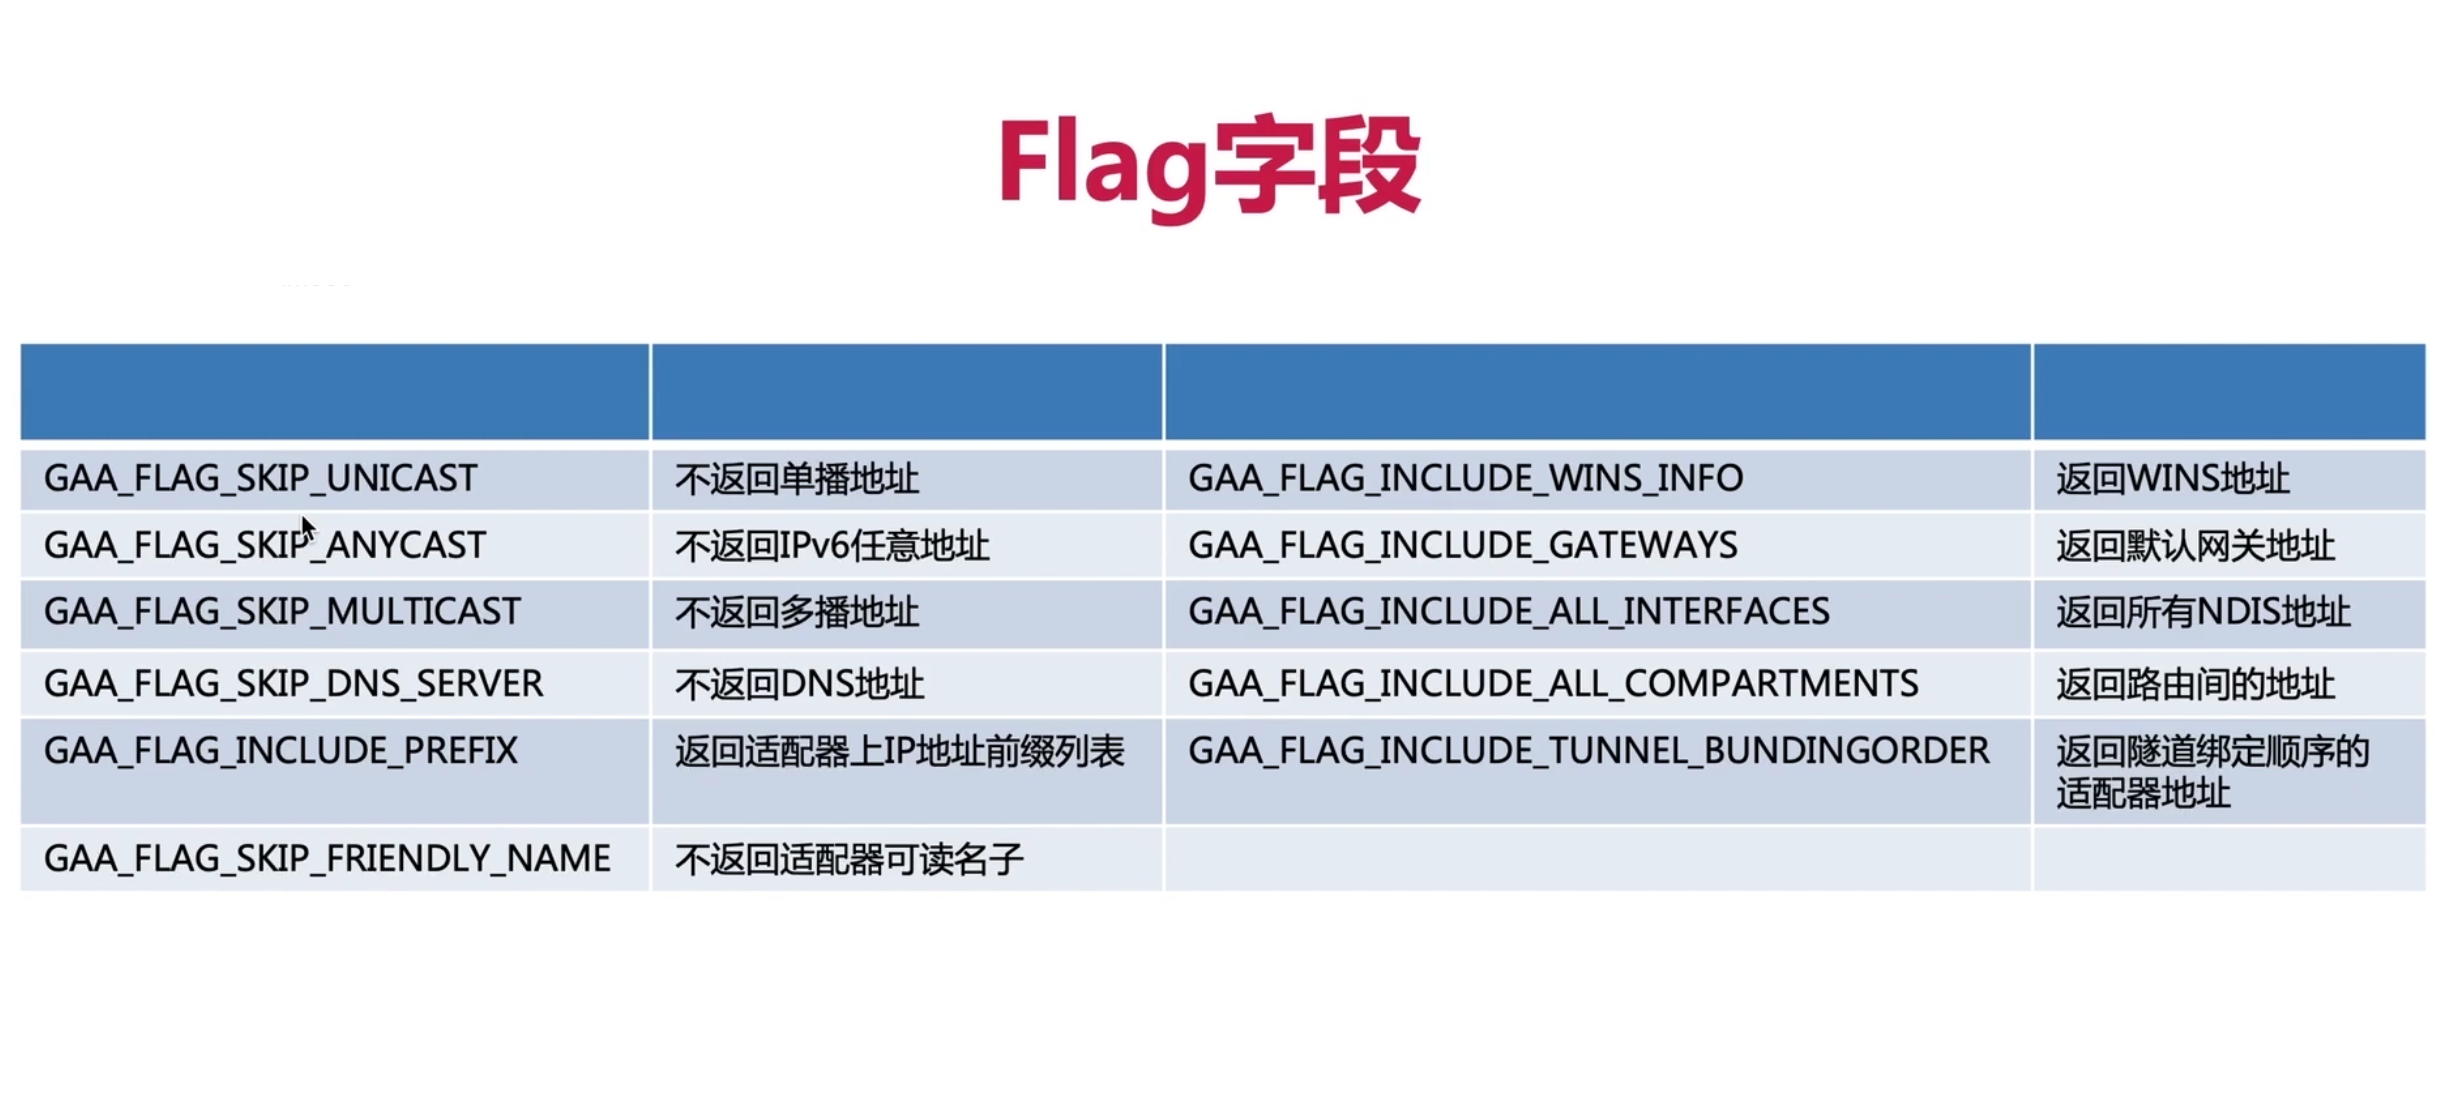 Flag字段
GAA_FLAG_SKIP_UNICAST 不返回单播地址 GAA_FLAG_INCLUDE_WINS_INFO 返回WINS地址
GAA_FLAG_SKIP_ANYCAST 不返回IPv6任意地址 GAA_FLAG_INCLUDE_GATEWAYS 返回默认网关地址
GAA_FLAG_SKIP_MULTICAST 不返回多播地址 GAA_FLAG_INCLUDE_ALL_INTERFACES 返回所有NDIS地址
GAA_FLAG_SKIP_DNS_SERVER 不返回DNS地址 GAA_FLAG_INCLUDE_ALL_COMPARTMENTS 返回路由间的地址
GAA_FLAG_INCLUDE_PREFIX 返回适配器上IP地址前缀列表 GAA_FLAG_INCLUDE_TUNNEL_BUNDINGORDER 返回隧道绑定顺序的
适配器地址
GAA_FLAG_SKIP_FRIENDLY_NAME 不返回适配器可读名子